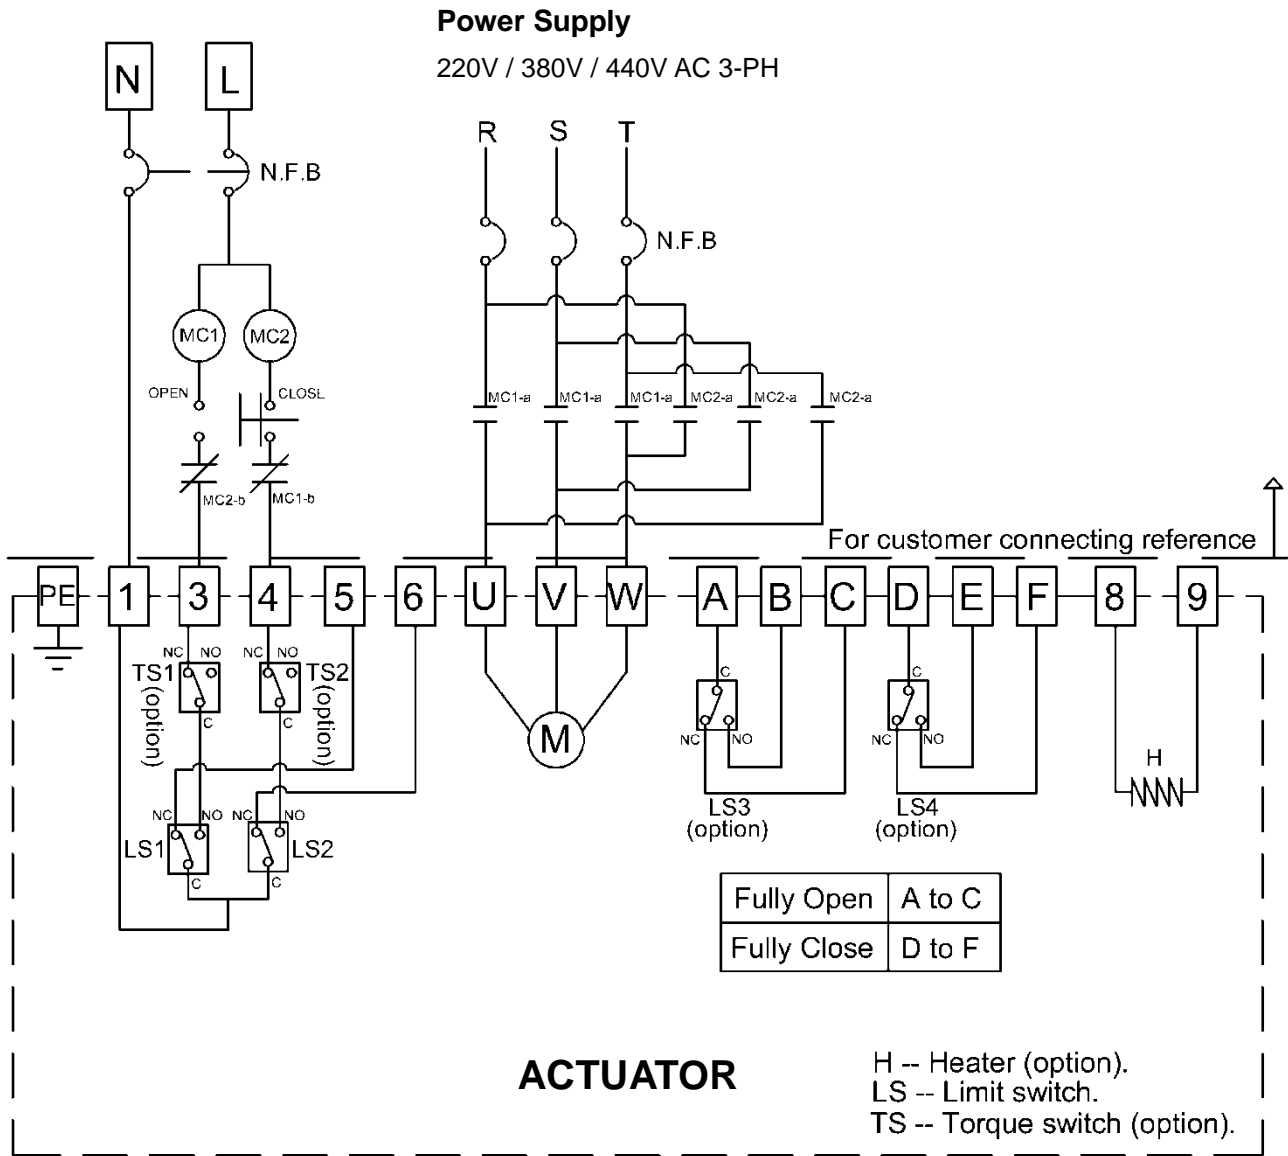 Power Supply
220V / 380V / 440V AC 3-PH
N L
R S T
N.F.B
N.F.B
MC1 MC2
OPEN CLOSL
MC1-a MC1-a MC1-a MC2-a MC2-a MC2-a
MC2-b MC1-b
For customer connecting reference
PE 1 3 4 5 6 U V W A B C D E F 8 9
NC NO NC NO
TS1 (option)
TS2 (option)
C C
C C
M
NC NO NC NO
H
LS3
(option)
LS4
(option)
NC NO NC NO
LS1 LS2
C C
Fully Open A to C
Fully Close D to F
ACTUATOR
H -- Heater (option).
LS -- Limit switch.
TS -- Torque switch (option).